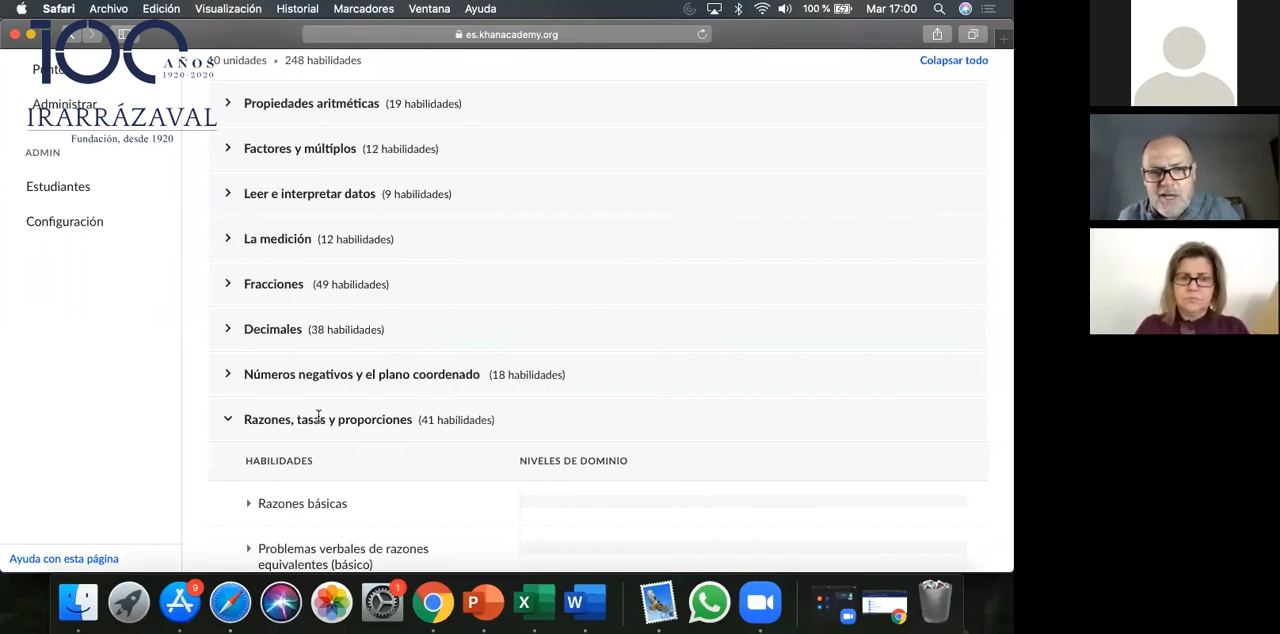 Safari Archivo Edición Visualización Historial Marcadores Ventana Ayuda 100 % Mar 17:00
es.khanacademy.org
100 AÑOS
1920-2020
IRARRÁZAVAL
Fundación, desde 1920
Administrar
ADMIN
Estudiantes
Configuración
Ayuda con esta página
unidades • 248 habilidades Colapsar todo
Propiedades aritméticas (19 habilidades)
Factores y múltiplos (12 habilidades)
Leer e interpretar datos (9 habilidades)
La medición (12 habilidades)
Fracciones (49 habilidades)
Decimales (38 habilidades)
Números negativos y el plano coordenado (18 habilidades)
Razones, tasas y proporciones (41 habilidades)
HABILIDADES NIVELES DE DOMINIO
Razones básicas
Problemas verbales de razones
equivalentes (básico)
9 1 P X W